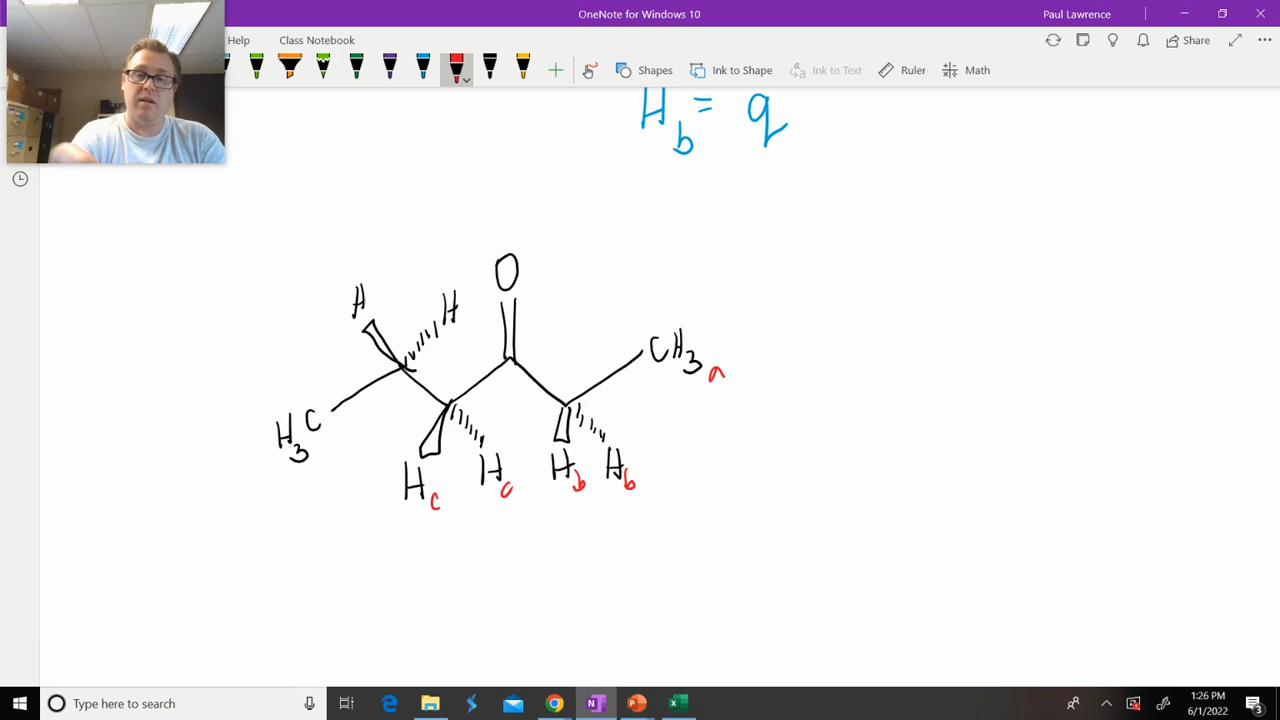 OneNote for Windows 10
Paul Lawrence
Help
Class Notebook
Share
Shapes
Ink to Shape
Ink to Text
Ruler
Math
H b = q
O
H
H
CH3 a
H3C
H c
H c
H b
H b
Type here to search
1:26 PM
6/1/2022
3